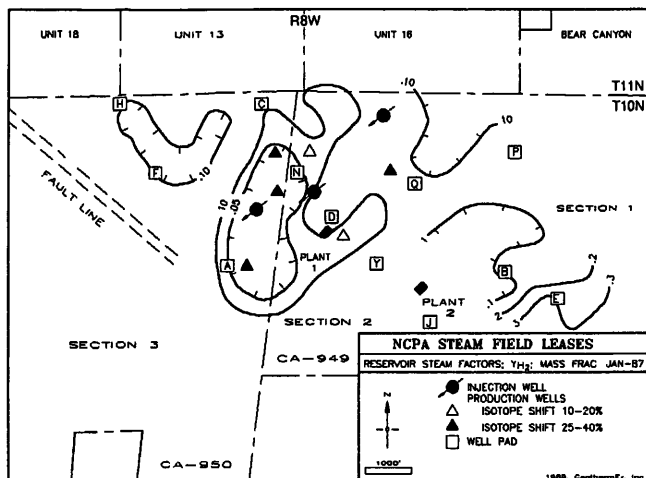 R8W
UNIT 18
UNIT 13
UNIT 16
BEAR CANYON
T11N
T10N
.10
.10
H
C
P
F
.10
N
Q
FAULT LINE
SECTION 1
.10
.05
D
1
PLANT
1
A
Y
B
.2
.1
.2
.3
E
PLANT
2
J
SECTION 2
SECTION 3
CA-949
CA-950
NCPA STEAM FIELD LEASES
RESERVOIR STEAM FACTORS; YH2; MASS FRAC JAN-87
INJECTION WELL
PRODUCTION WELLS
ISOTOPE SHIFT 10-20%
ISOTOPE SHIFT 25-40%
WELL PAD
Z
1000'